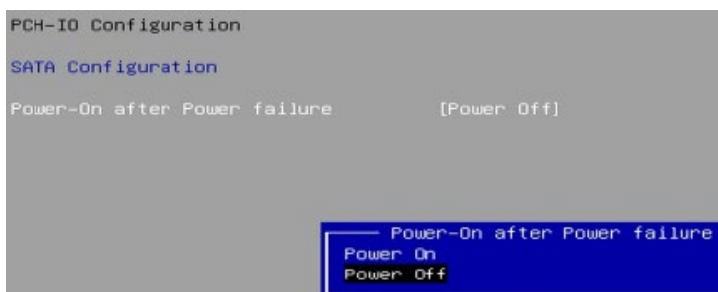 PCH-IO Configuration
SATA Configuration
Power-On after Power failure [Power Off]
Power-On after Power failure
Power On
Power Off